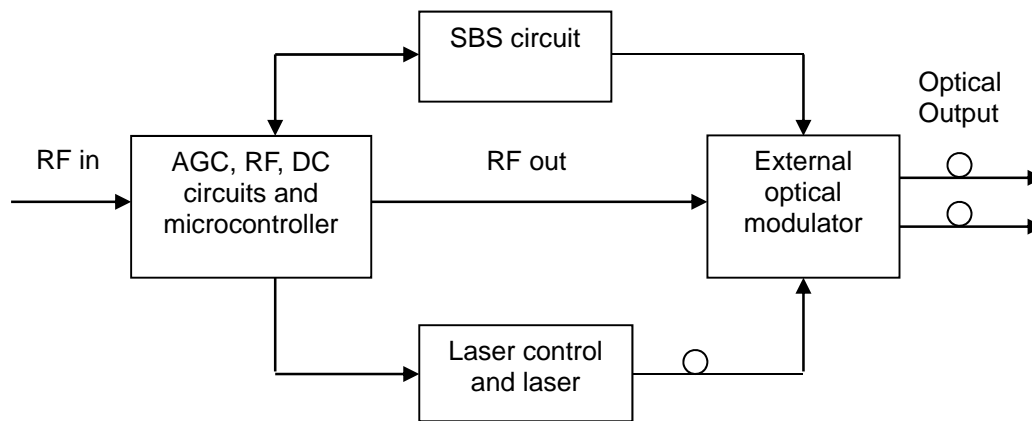 SBS circuit
Optical
Output
RF in
AGC, RF, DC
circuits and
microcontroller
RF out
External
optical
modulator
Laser control
and laser